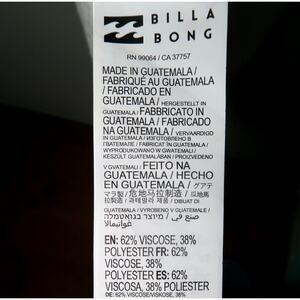 BILLA
BONG
RN 99064 / CA 37757
MADE IN GUATEMALA /
FABRIQUÉ AU GUATEMALA
/ FABRICADO EN
GUATEMALA / HERGESTELLT IN
GUATEMALA / FABBRICATO IN
GUATEMALA / FABRICADO
NA GUATEMALA / VERVAARDIGD
IN GUATEMALA / ИЗГОТОВЛЕНО В
ГВАТЕМАЛЕ / FABRICAT ÎN GUATEMALA /
WYPRODUKOWANO W GWATEMALI /
KÉSZÜLT GUATEMALÁBAN / PROIZVEDENO
V GVATEMALI / FEITO NA
GUATEMALA / HECHO
EN GUATEMALA / グアテ
マラ製 / 危地马拉制造 / 瓜地馬
拉製造 / 과테말라 제품 / DIBUAT DI
GUATEMALA / VYROBENO V GUATEMALE
/ מיוצר בגואטמלה / صنع في
غواتيمالا
EN: 62% VISCOSE, 38%
POLYESTER FR: 62%
VISCOSE, 38%
POLYESTER ES: 62%
VISCOSA, 38% POLIÉSTER
DE: 62% VISCOSE/VISKOSE, 38%